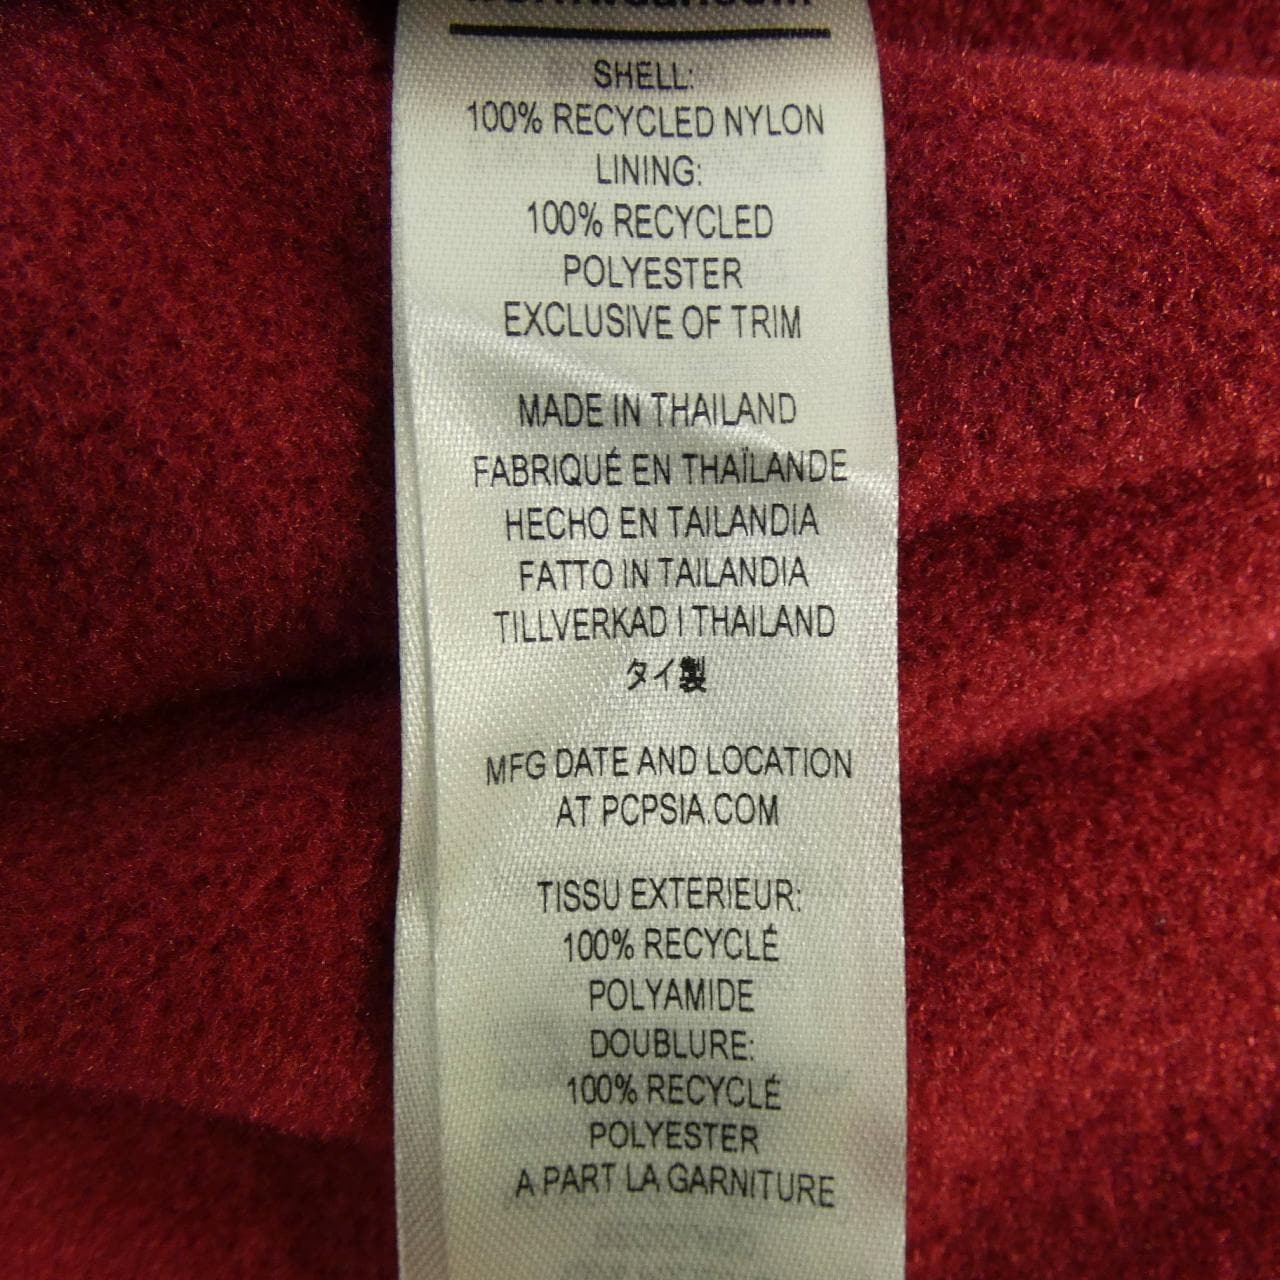 SHELL:
100% RECYCLED NYLON
LINING:
100% RECYCLED
POLYESTER
EXCLUSIVE OF TRIM
MADE IN THAILAND
FABRIQUÉ EN THAÏLANDE
HECHO EN TAILANDIA
FATTO IN TAILANDIA
TILLVERKAD I THAILAND
タイ製
MFG DATE AND LOCATION
AT PCPSIA.COM
TISSU EXTERIEUR:
100% RECYCLÉ
POLYAMIDE
DOUBLURE:
100% RECYCLÉ
POLYESTER
A PART LA GARNITURE